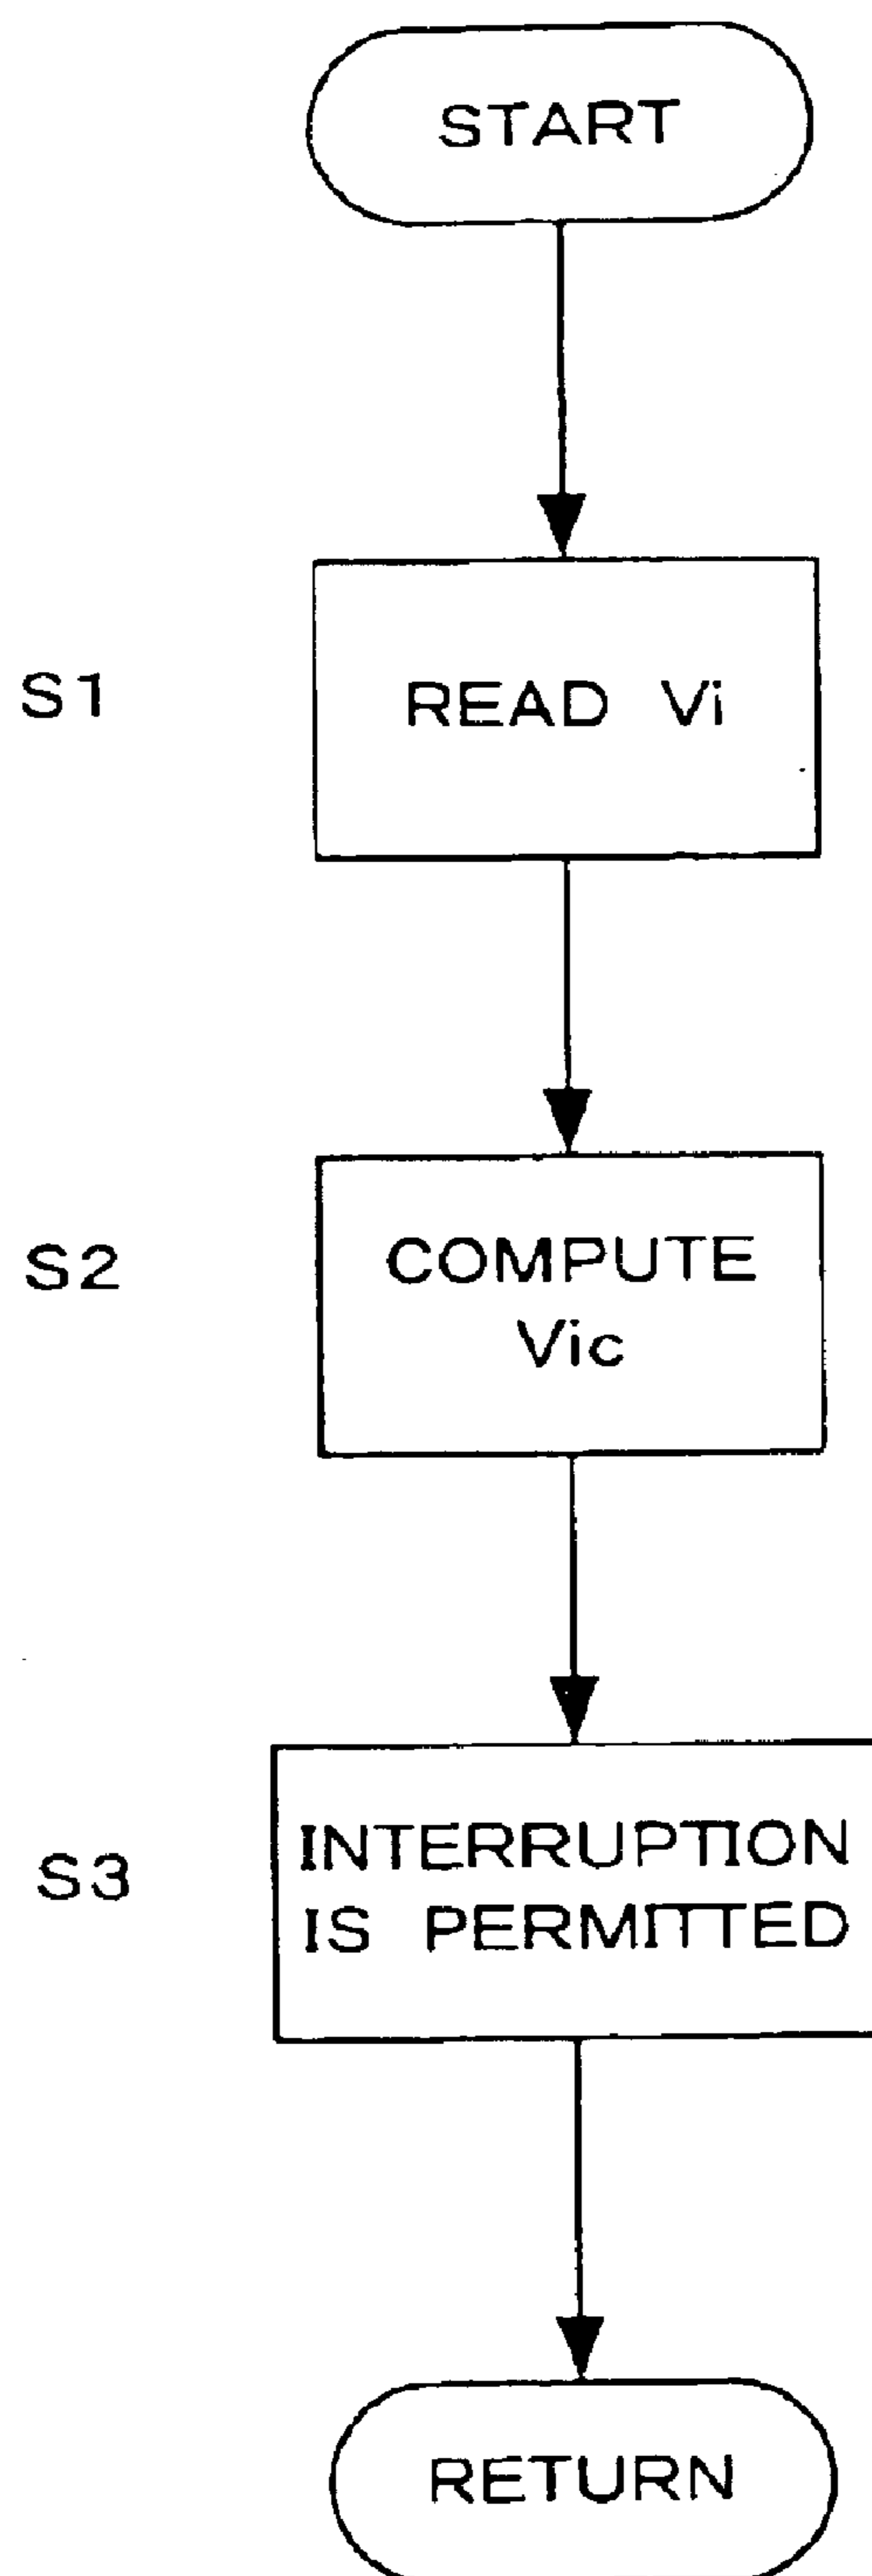 START
S1
READ Vi
S2
COMPUTE
Vic
S3
INTERRUPTION
IS PERMITTED
RETURN